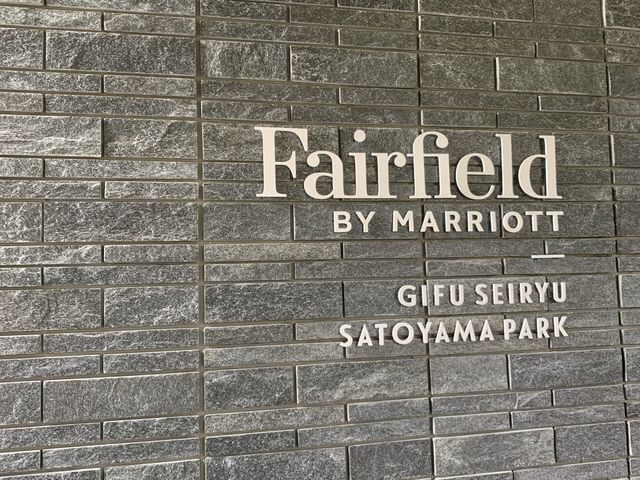 Fairfield
BY MARRIOTT
GIFU SEIRYU
SATOYAMA PARK